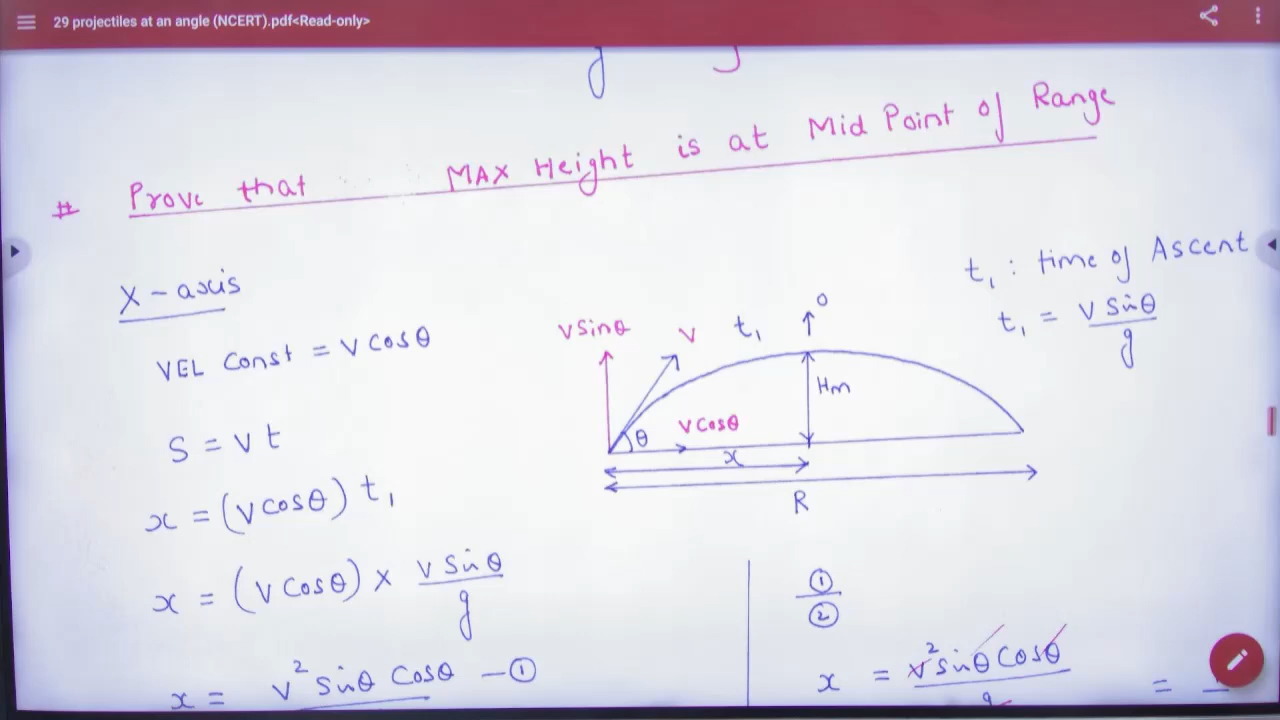 29 projectiles at an angle (NCERT).pdf<Read-only>
# Prove that MAX Height is at Mid Point of Range
X-axis
VEL Const = V cosθ
S = V t
x = (V cosθ) t₁
x = (V cosθ) × V sinθ / g
x = V² sinθ cosθ — ①
t₁ : time of Ascent
t₁ = V sinθ / g
V sinθ
V
t₁
0
Hm
θ
V cosθ
x
R
①
②
x = V² sinθ cosθ / g =